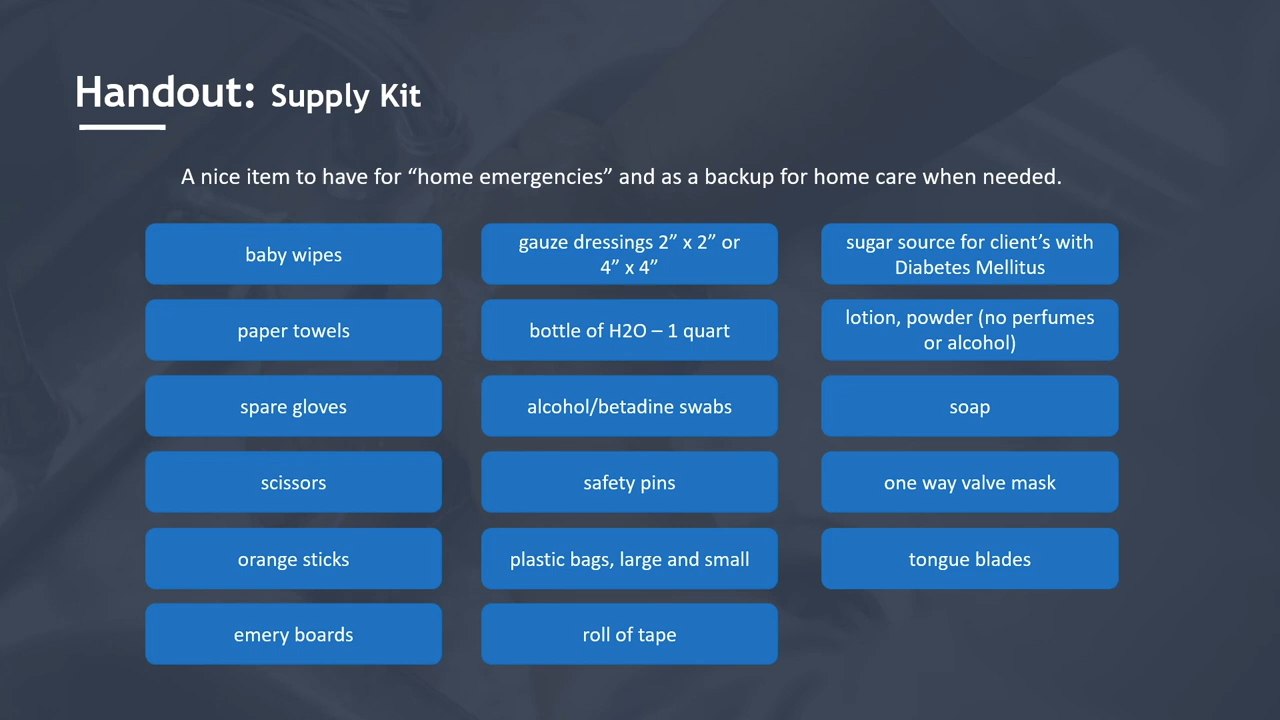 Handout: Supply Kit
A nice item to have for “home emergencies” and as a backup for home care when needed.
baby wipes
paper towels
spare gloves
scissors
orange sticks
emery boards
gauze dressings 2” x 2” or
4” x 4”
bottle of H2O – 1 quart
alcohol/betadine swabs
safety pins
plastic bags, large and small
roll of tape
sugar source for client’s with
Diabetes Mellitus
lotion, powder (no perfumes
or alcohol)
soap
one way valve mask
tongue blades